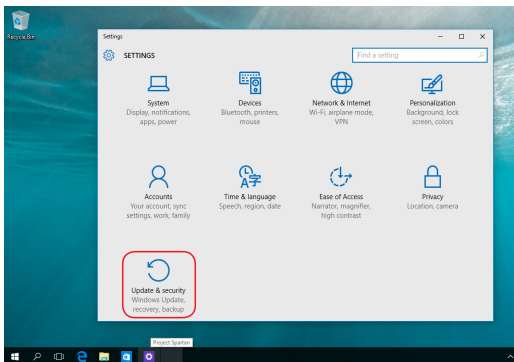 Recycle Bin
Settings
SETTINGS
Find a setting
System
Display, notifications,
apps, power
Devices
Bluetooth, printers,
mouse
Network & Internet
Wi-Fi, airplane mode,
VPN
Personalization
Background, lock
screen, colors
Accounts
Your account, sync
settings, work, family
Time & language
Speech, region, date
Ease of Access
Narrator, magnifier,
high contrast
Privacy
Location, camera
Update & security
Windows Update,
recovery, backup
Project Spartan